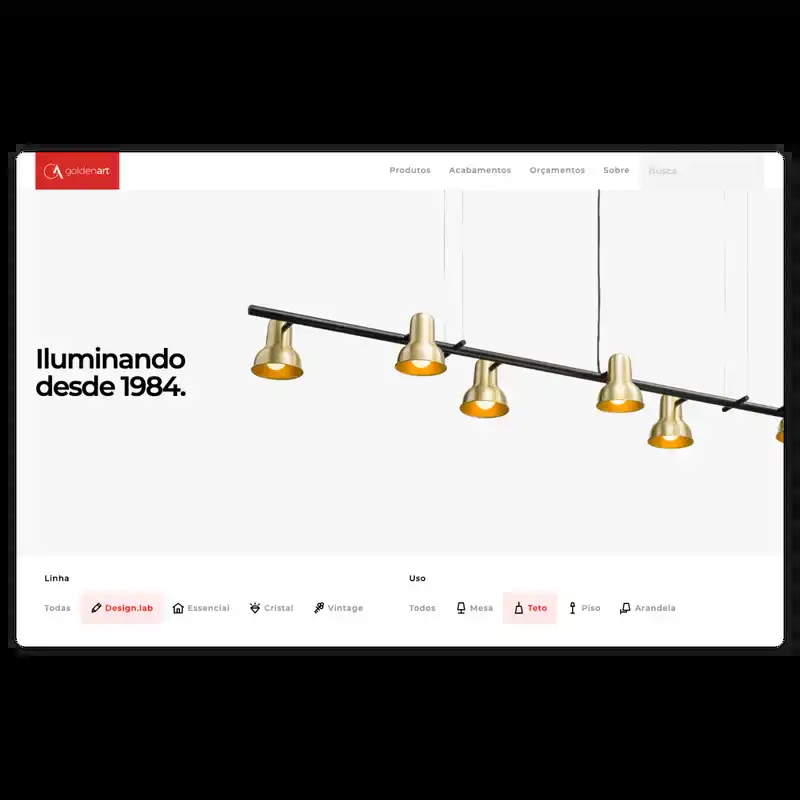 goldenart
Produtos Acabamentos Orçamentos Sobre Busca
Iluminando
desde 1984.
Linha
Todas Design.lab Essencial Cristal Vintage
Uso
Todos Mesa Teto Piso Arandela